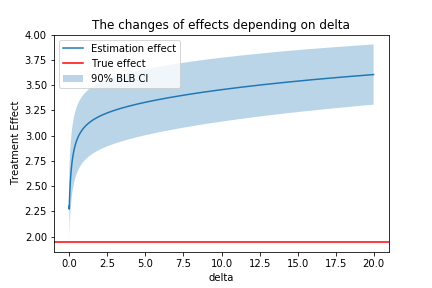 The changes of effects depending on delta
Treatment Effect
4.00
3.75
3.50
3.25
3.00
2.75
2.50
2.25
2.00
Estimation effect
True effect
90% BLB CI
0.0 2.5 5.0 7.5 10.0 12.5 15.0 17.5 20.0
delta